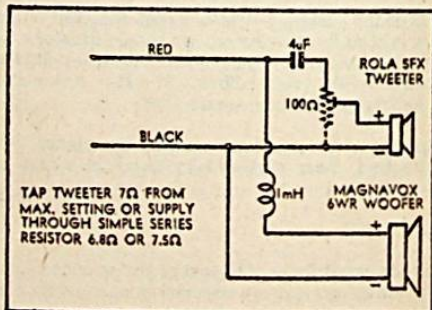 RED
4uF
ROLA 5FX
TWEETER
100Ω
+
-
BLACK
TAP TWEETER 7Ω FROM
MAX. SETTING OR SUPPLY
THROUGH SIMPLE SERIES
RESISTOR 6.8Ω OR 7.5Ω
1mH
MAGNAVOX
6WR WOOFER
+
-